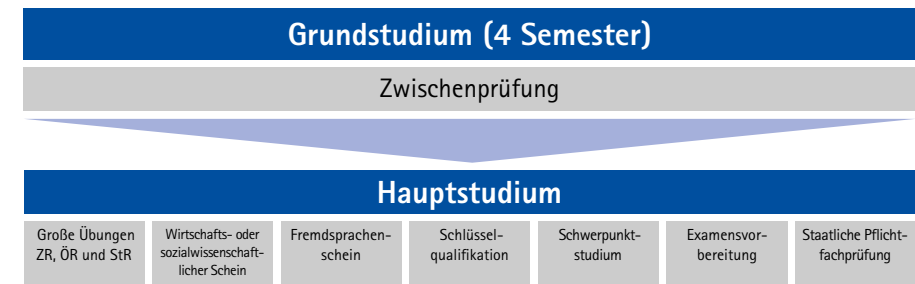 Grundstudium (4 Semester)
Zwischenprüfung
Hauptstudium
Große Übungen
ZR, ÖR und StR
Wirtschafts- oder
sozialwissenschaft-
licher Schein
Fremdsprachen-
schein
Schlüssel-
qualifikation
Schwerpunkt-
studium
Examensvor-
bereitung
Staatliche Pflicht-
fachprüfung